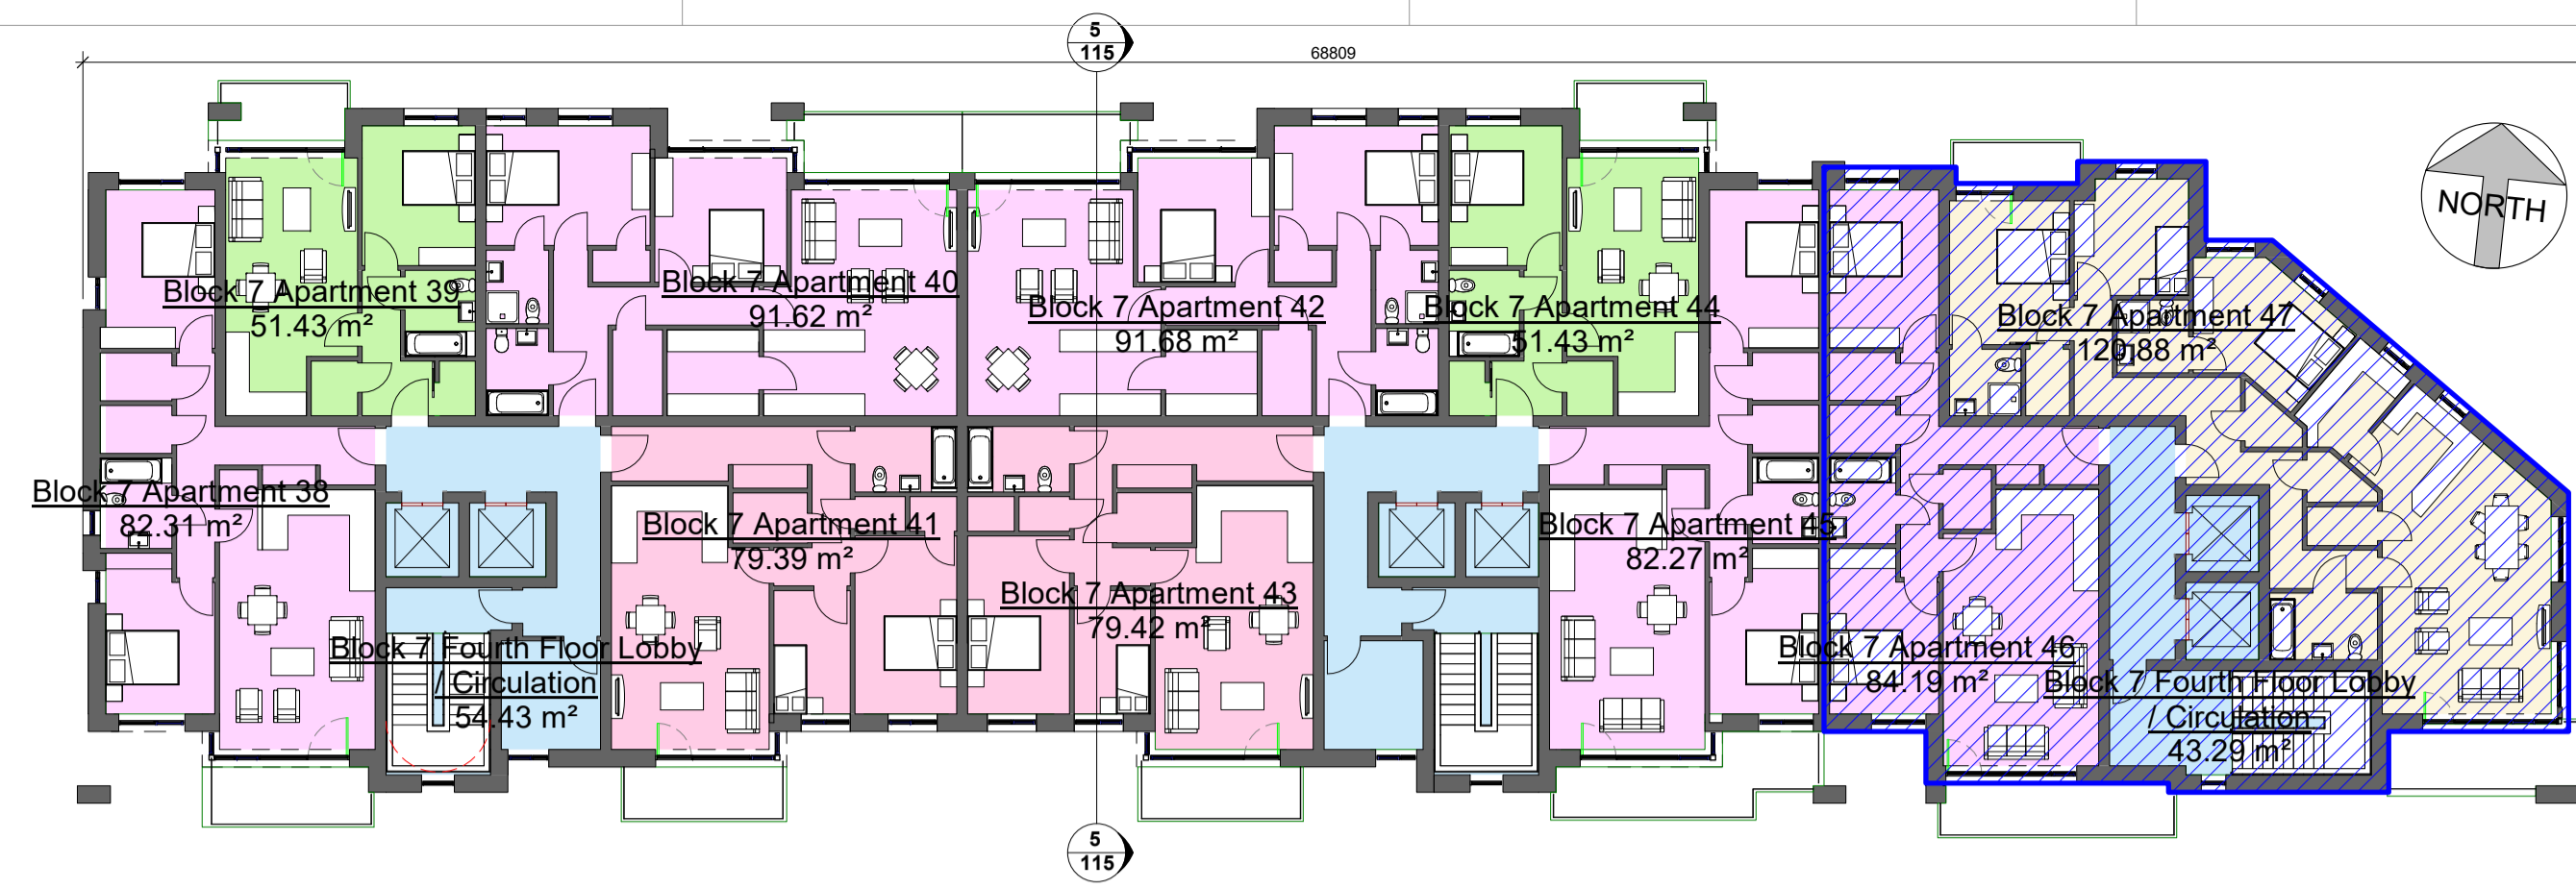 5
115
68809
NORTH
Block 7 Apartment 39
51.43 m²
Block 7 Apartment 40
91.62 m²
Block 7 Apartment 42
91.68 m²
Block 7 Apartment 44
51.43 m²
Block 7 Apartment 47
120.88 m²
Block 7 Apartment 38
82.31 m²
Block 7 Apartment 41
79.39 m²
Block 7 Apartment 43
79.42 m²
Block 7 Apartment 45
82.27 m²
Block 7 Apartment 46
84.19 m²
Block 7 Fourth Floor Lobby
/ Circulation
54.43 m²
Block 7 Fourth Floor Lobby
/ Circulation
43.29 m²
5
115